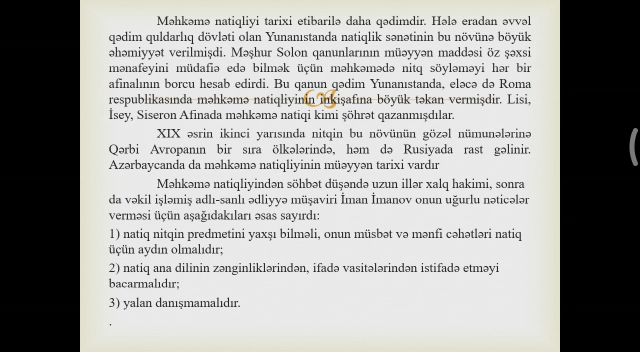 Məhkəmə natiqliyi tarixi etibarilə daha qədimdir. Hələ eradan əvvəl
qədim quldarlıq dövləti olan Yunanıstanda natiqlik sənətinin bu növünə böyük
əhəmiyyət verilmişdi. Məşhur Solon qanunlarının müəyyən maddəsi öz şəxsi
mənafeyini müdafiə edə bilmək üçün məhkəmədə nitq söyləməyi hər bir
afinalının borcu hesab edirdi. Bu qanun qədim Yunanıstanda, eləcə də Roma
respublikasında məhkəmə natiqliyinin inkişafına böyük təkan vermişdir. Lisi,
İsey, Siseron Afinada məhkəmə natiqi kimi şöhrət qazanmışdılar.
XIX əsrin ikinci yarısında nitqin bu növünün gözəl nümunələrinə
Qərbi Avropanın bir sıra ölkələrində, həm də Rusiyada rast gəlinir.
Azərbaycanda da məhkəmə natiqliyinin müəyyən tarixi vardır
Məhkəmə natiqliyindən söhbət düşəndə uzun illər xalq hakimi, sonra
da vəkil işləmiş adlı-sanlı ədliyyə müşaviri İman İmanov onun uğurlu nəticələr
verməsi üçün aşağıdakıları əsas sayırdı:
1) natiq nitqin predmetini yaxşı bilməli, onun müsbət və mənfi cəhətləri natiq
üçün aydın olmalıdır;
2) natiq ana dilinin zənginliklərindən, ifadə vasitələrindən istifadə etməyi
bacarmalıdır;
3) yalan danışmamalıdır.
.